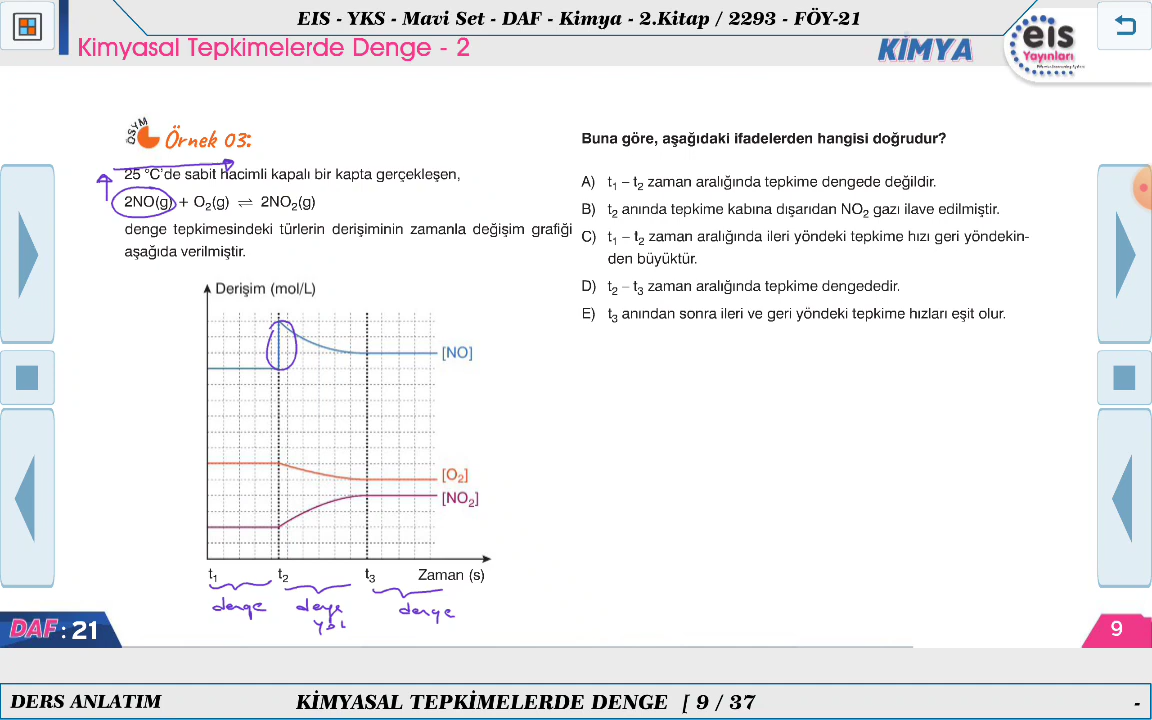 EIS - YKS - Mavi Set - DAF - Kimya - 2.Kitap / 2293 - FÖY-21
Kimyasal Tepkimelerde Denge - 2
KİMYA
eis
Yayınları
ÖSYM
Örnek 03:
25 °C'de sabit hacimli kapalı bir kapta gerçekleşen,
2NO(g) + O₂(g) ⇌ 2NO₂(g)
denge tepkimesindeki türlerin derişiminin zamanla değişim grafiği
aşağıda verilmiştir.
Derişim (mol/L)
[NO]
[O₂]
[NO₂]
t₁ t₂ t₃ Zaman (s)
denge denge
denge
yok
Buna göre, aşağıdaki ifadelerden hangisi doğrudur?
A) t₁ – t₂ zaman aralığında tepkime dengede değildir.
B) t₂ anında tepkime kabına dışarıdan NO₂ gazı ilave edilmiştir.
C) t₁ – t₂ zaman aralığında ileri yöndeki tepkime hızı geri yöndekin-
den büyüktür.
D) t₂ – t₃ zaman aralığında tepkime dengededir.
E) t₃ anından sonra ileri ve geri yöndeki tepkime hızları eşit olur.
DAF : 21
9
DERS ANLATIM
KİMYASAL TEPKİMELERDE DENGE [ 9 / 37
-